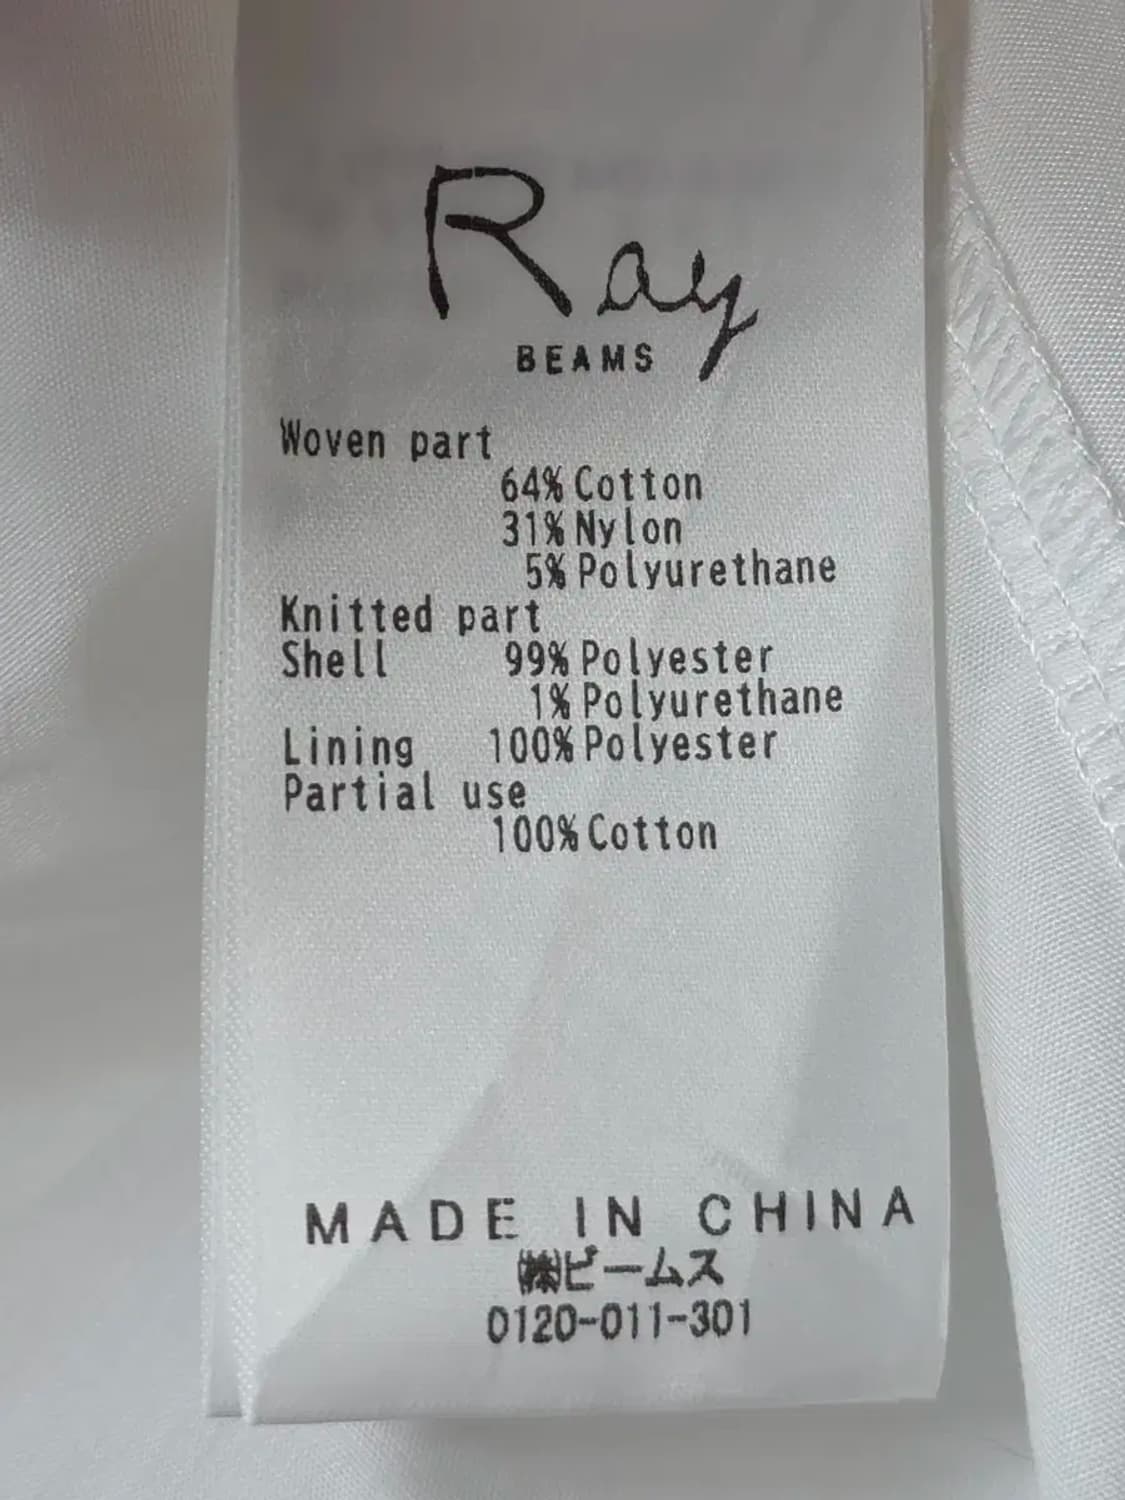 Ray
BEAMS
Woven part
64% Cotton
31% Nylon
5% Polyurethane
Knitted part
Shell 99% Polyester
1% Polyurethane
Lining 100% Polyester
Partial use
100% Cotton
MADE IN CHINA
㈱ビームス
0120-011-301